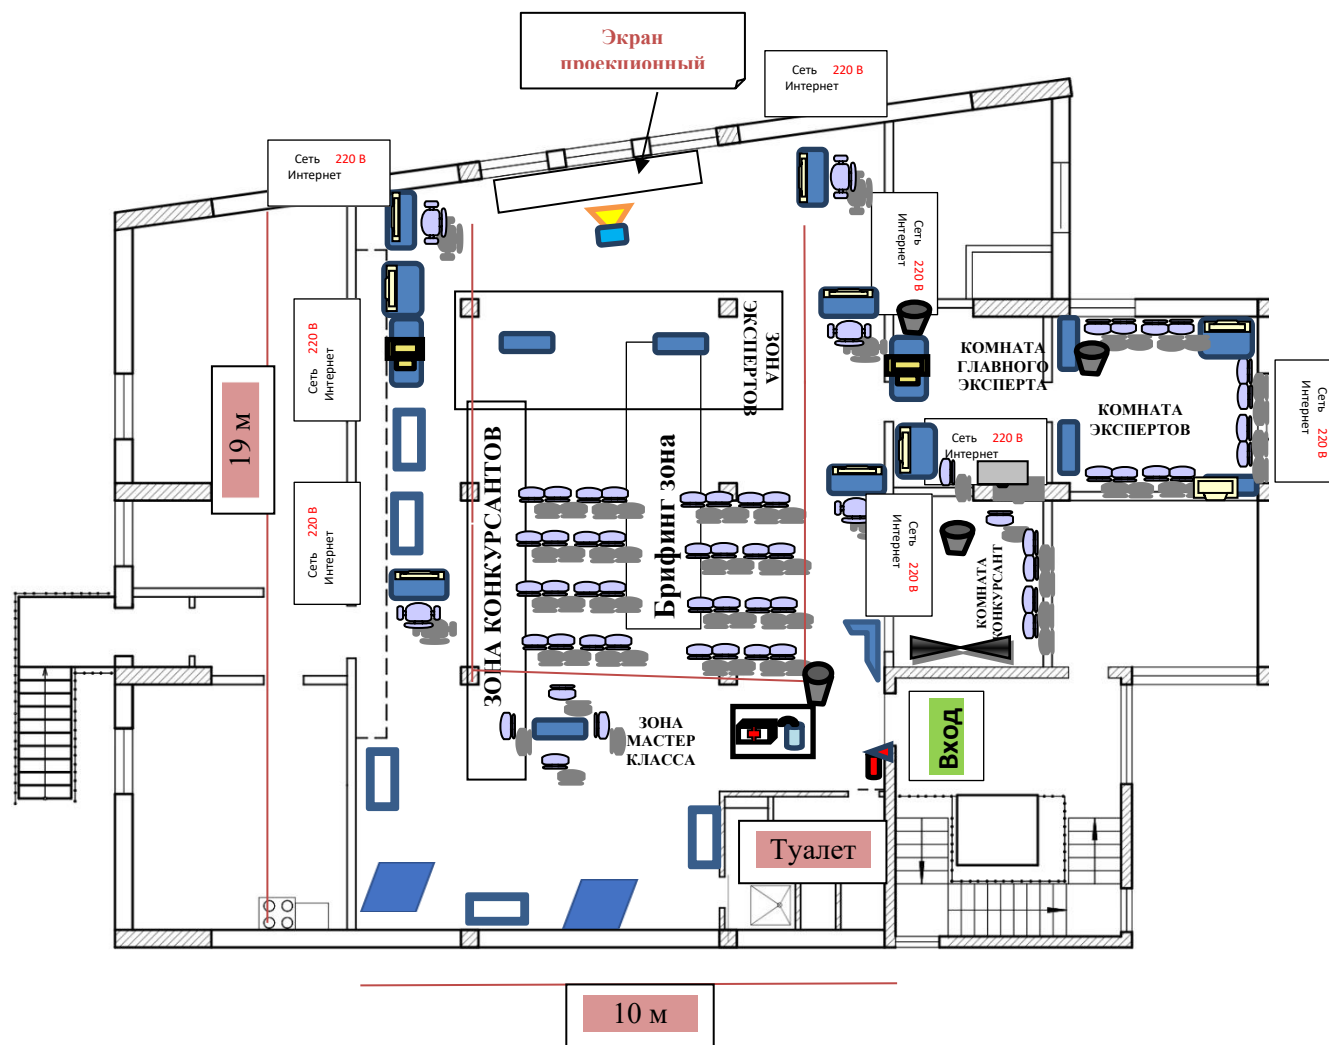 Экран
проекционный
Сеть 220 В
Интернет
Сеть 220 В
Интернет
Сеть 220 В
Интернет
Сеть 220 В
Интернет
ЗОНА
ЭКСПЕРТОВ
КОМНАТА
ГЛАВНОГО
ЭКСПЕРТА
КОМНАТА
ЭКСПЕРТОВ
Сеть 220 В
Интернет
19 м
ЗОНА КОНКУРСАНТОВ
Брифинг зона
Сеть 220 В
Интернет
Сеть 220 В
Интернет
Сеть 220 В
Интернет
КОМНАТА
КОНКУРСАНТ
ЗОНА
МАСТЕР
КЛАССА
Вход
Туалет
10 м